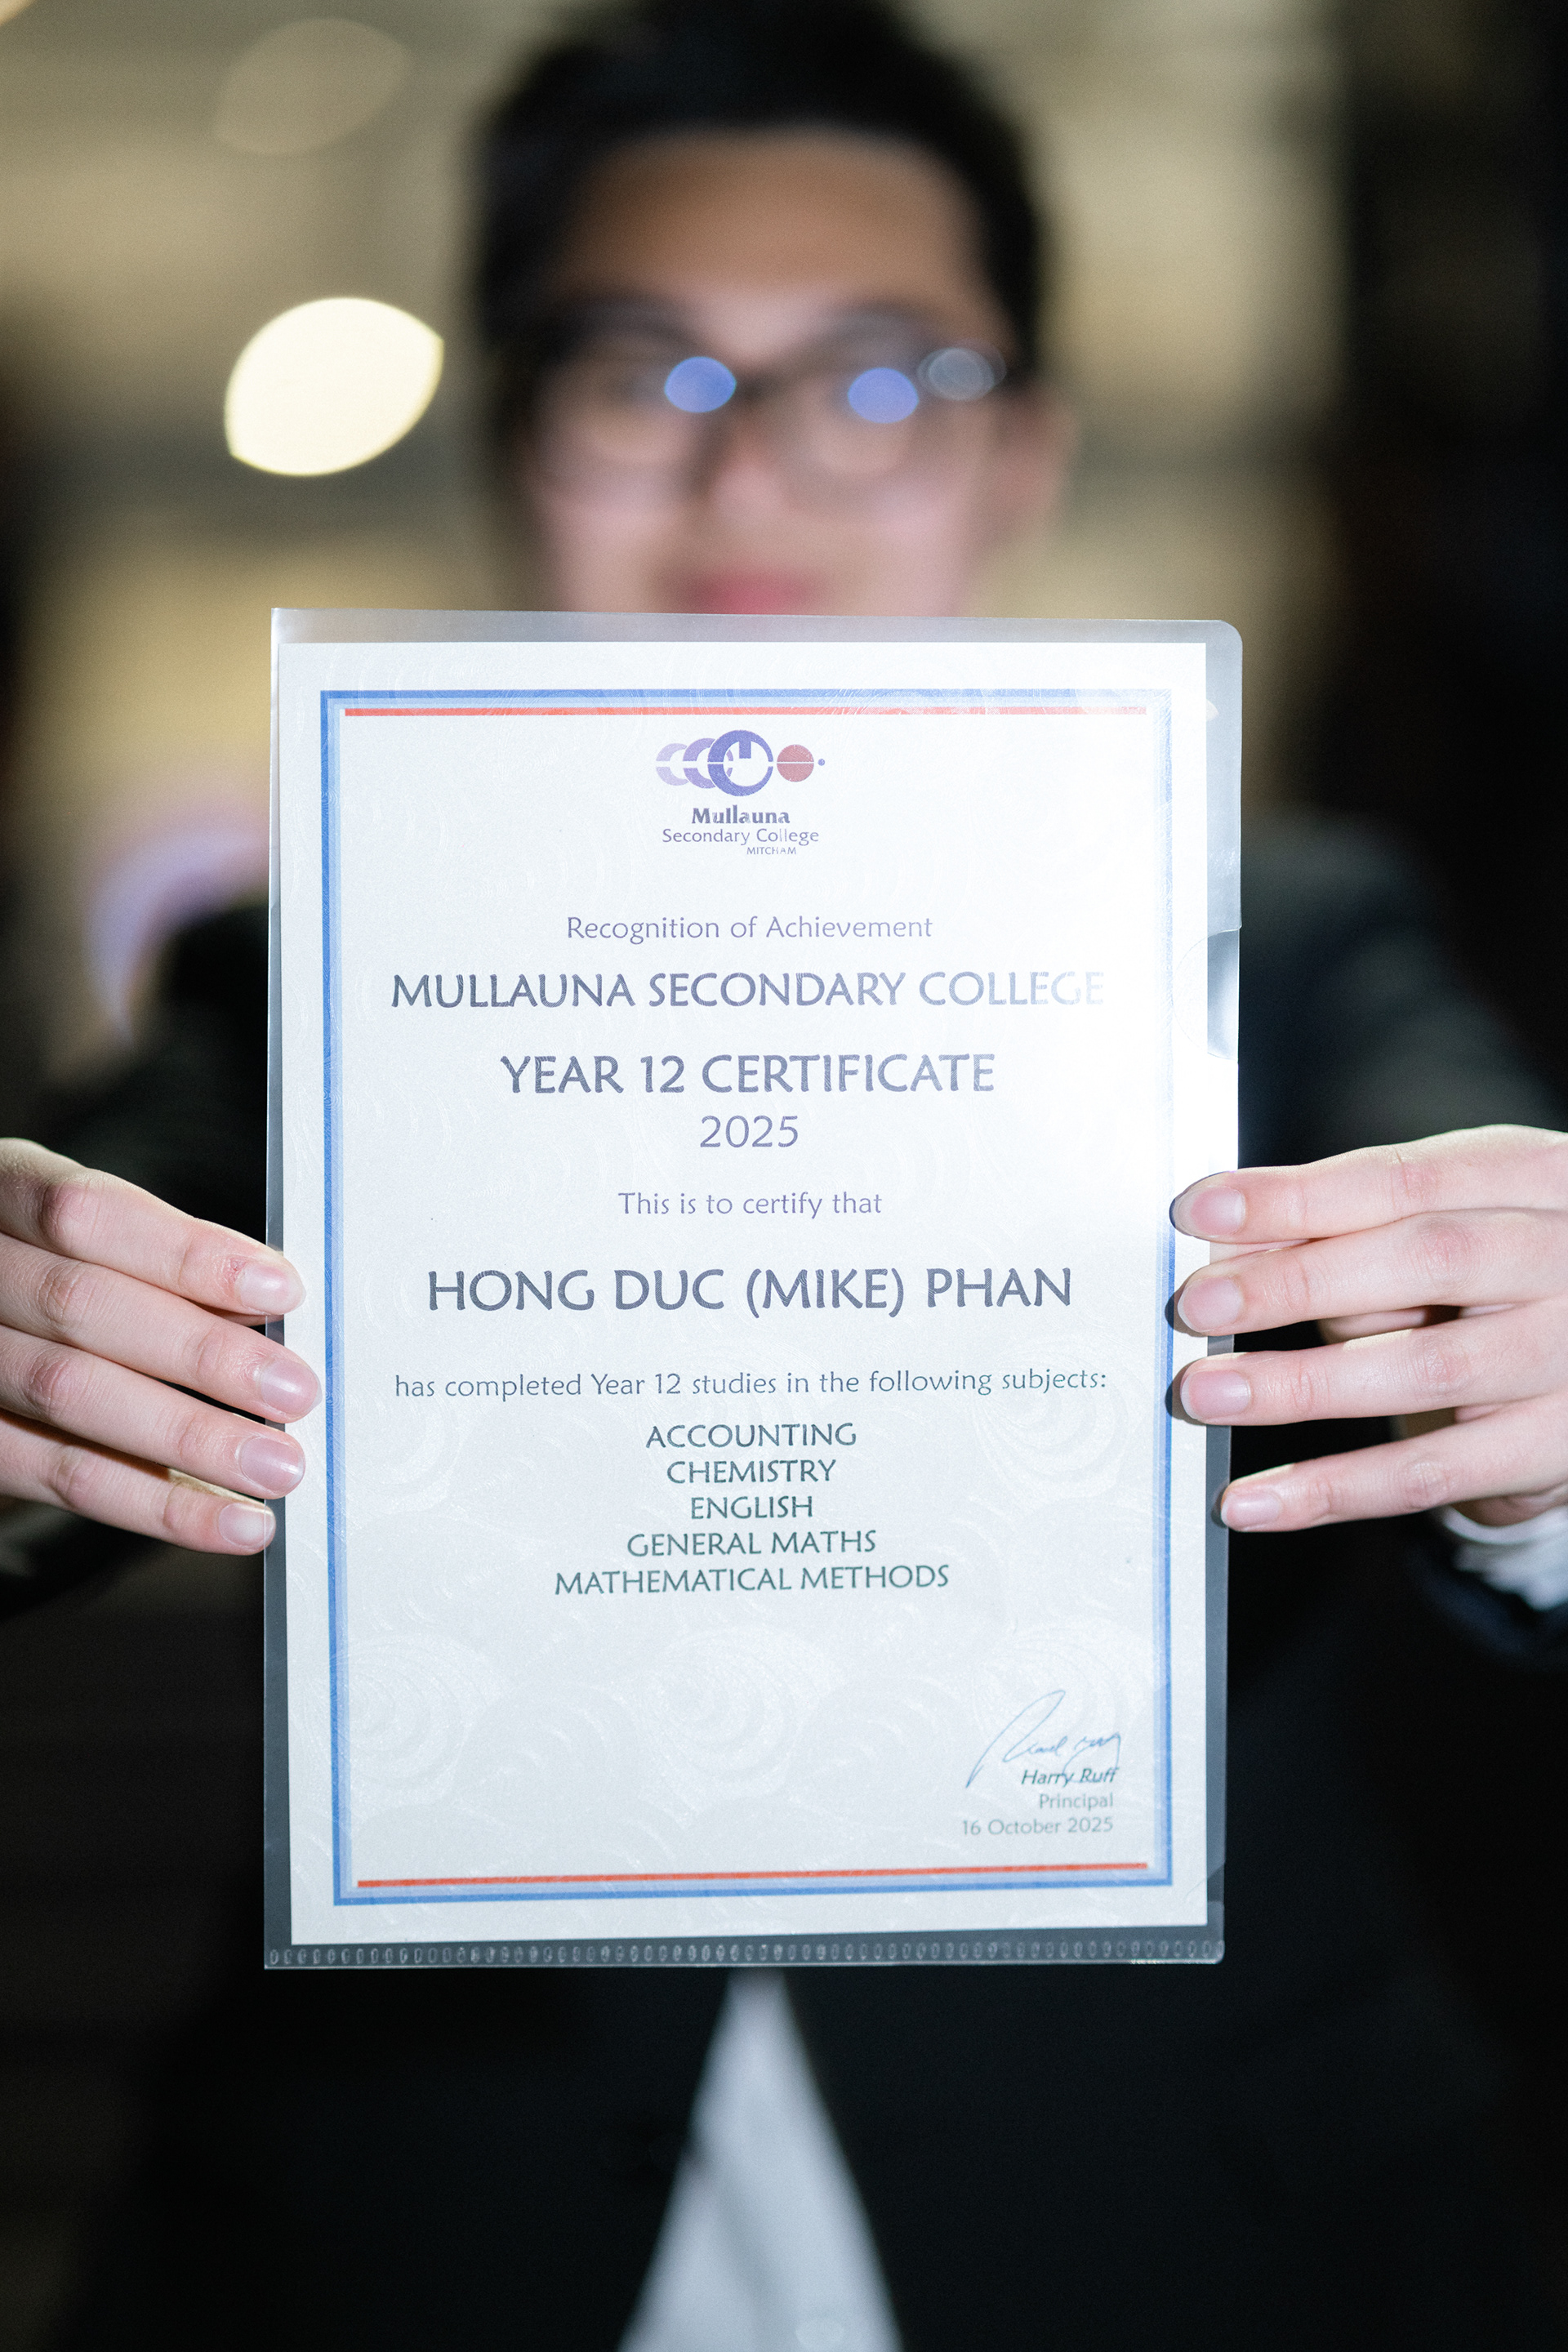 Mullauna
Secondary College
MITCHAM
Recognition of Achievement
MULLAUNA SECONDARY COLLEGE
YEAR 12 CERTIFICATE
2025
This is to certify that
HONG DUC (MIKE) PHAN
has completed Year 12 studies in the following subjects:
ACCOUNTING
CHEMISTRY
ENGLISH
GENERAL MATHS
MATHEMATICAL METHODS
Harry Ruff
Principal
16 October 2025